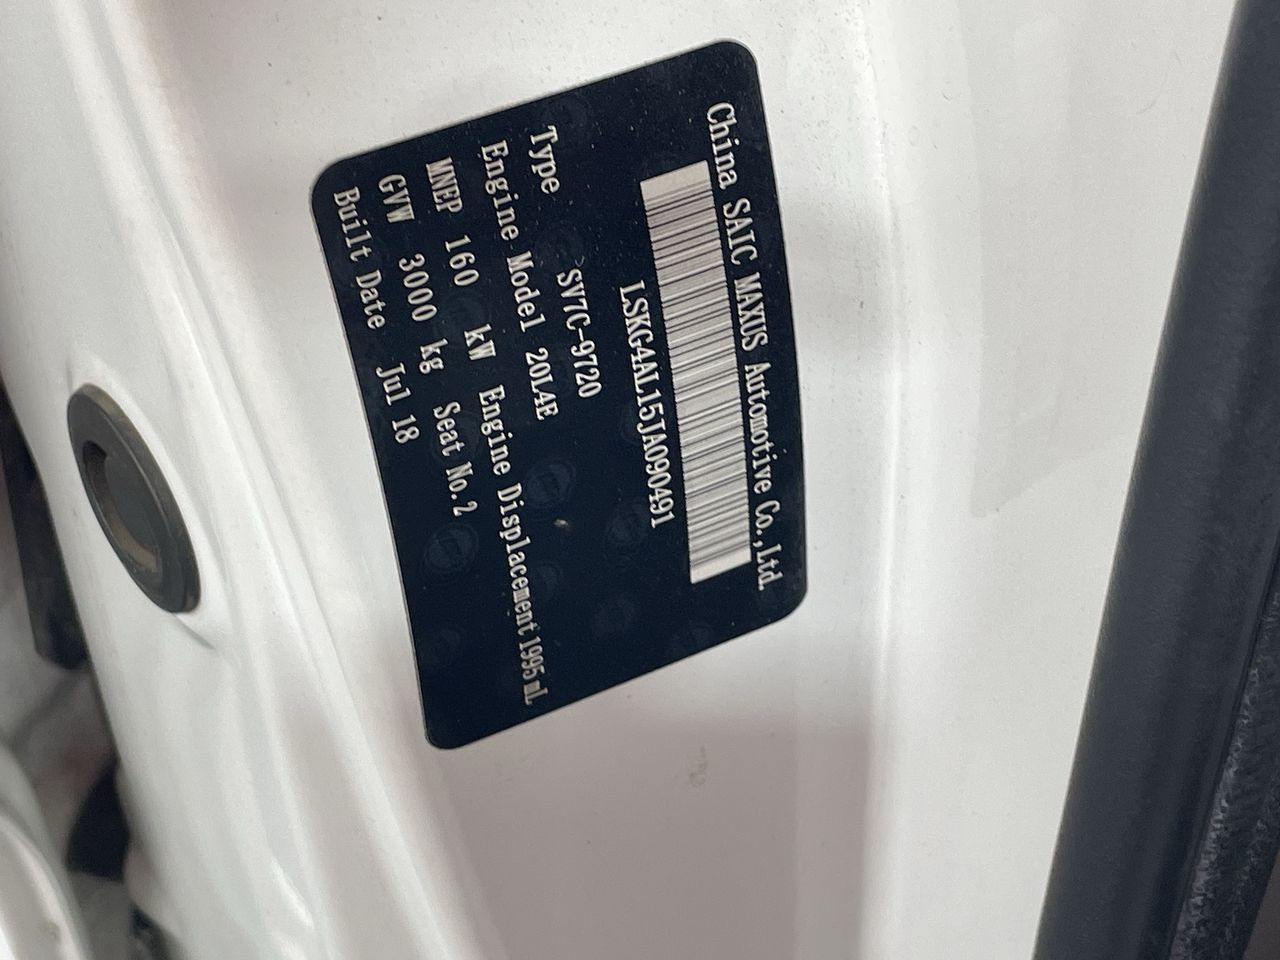 China SAIC MAXUS Automotive Co.,Ltd.
LSKG4AL15JA090491
Type SV7C-9720
Engine Model 20L4E
MNEP 160 kW Engine Displacement 1995 mL
GVW 3000 kg Seat No.2
Built Date Jul 18